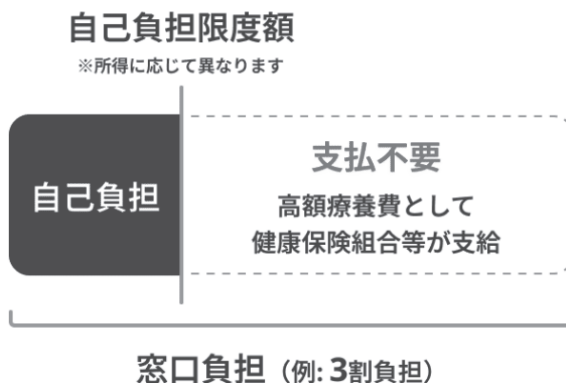 自己負担限度額
※所得に応じて異なります
自己負担
支払不要
高額療養費として
健康保険組合等が支給
窓口負担（例: 3割負担）